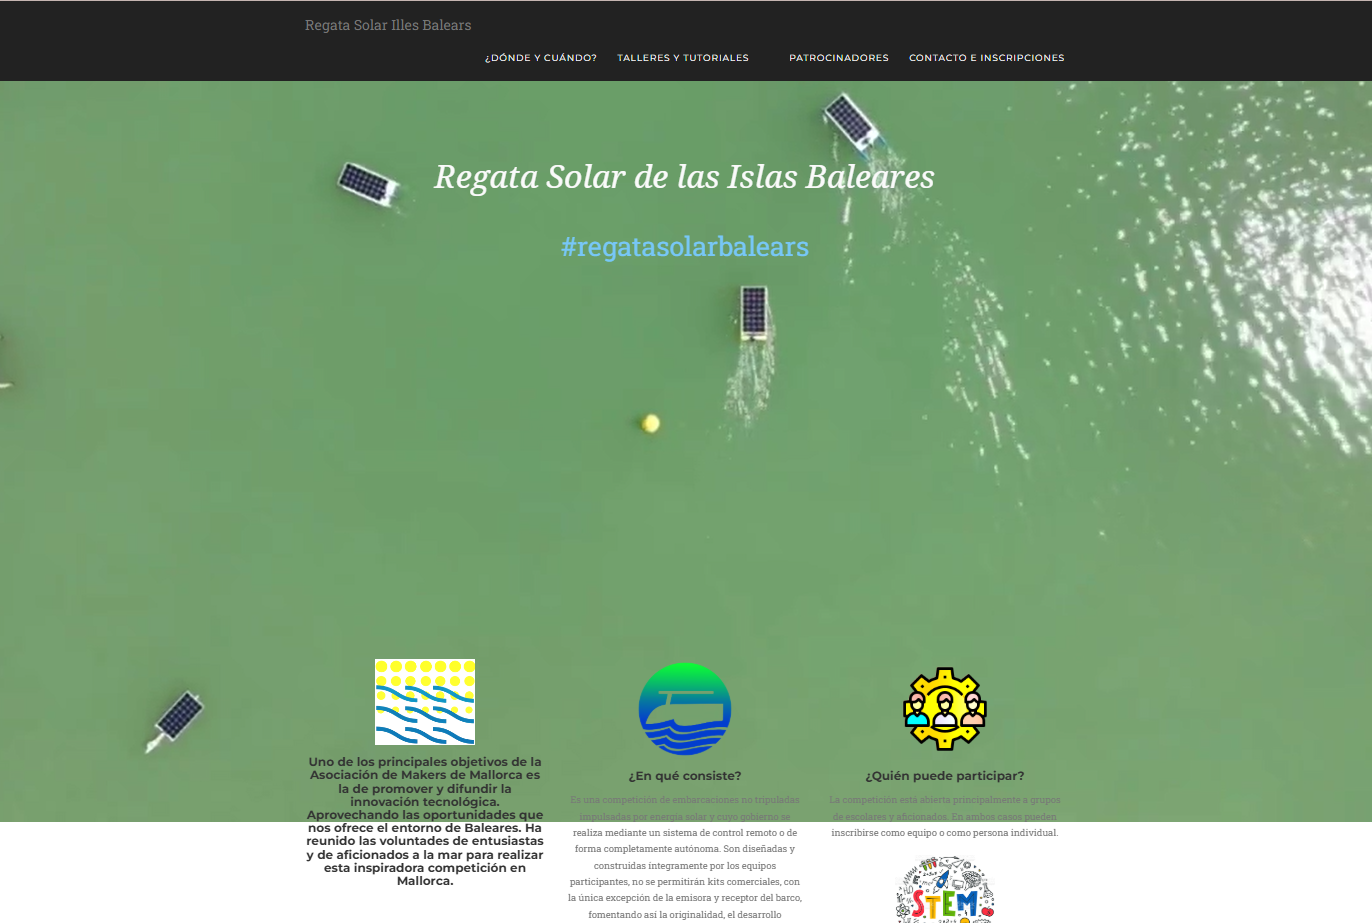 Regata Solar Illes Balears
¿DÓNDE Y CUÁNDO? TALLERES Y TUTORIALES PATROCINADORES CONTACTO E INSCRIPCIONES
Regata Solar de las Islas Baleares
#regatasolarbalears
Uno de los principales objetivos de la
Asociación de Makers de Mallorca es
la de promover y difundir la
innovación tecnológica.
Aprovechando las oportunidades que
nos ofrece el entorno de Baleares. Ha
reunido las voluntades de entusiastas
y de aficionados a la mar para realizar
esta inspiradora competición en
Mallorca.
¿En qué consiste?
Es una competición de embarcaciones no tripuladas
impulsadas por energía solar y cuyo gobierno se
realiza mediante un sistema de control remoto o de
forma completamente autónoma. Son diseñadas y
construidas íntegramente por los equipos
participantes, no se permitirán kits comerciales, con
la única excepción de la emisora y receptor del barco,
fomentando así la originalidad, el desarrollo
¿Quién puede participar?
La competición está abierta principalmente a grupos
de escolares y aficionados. En ambos casos pueden
inscribirse como equipo o como persona individual.
STEM